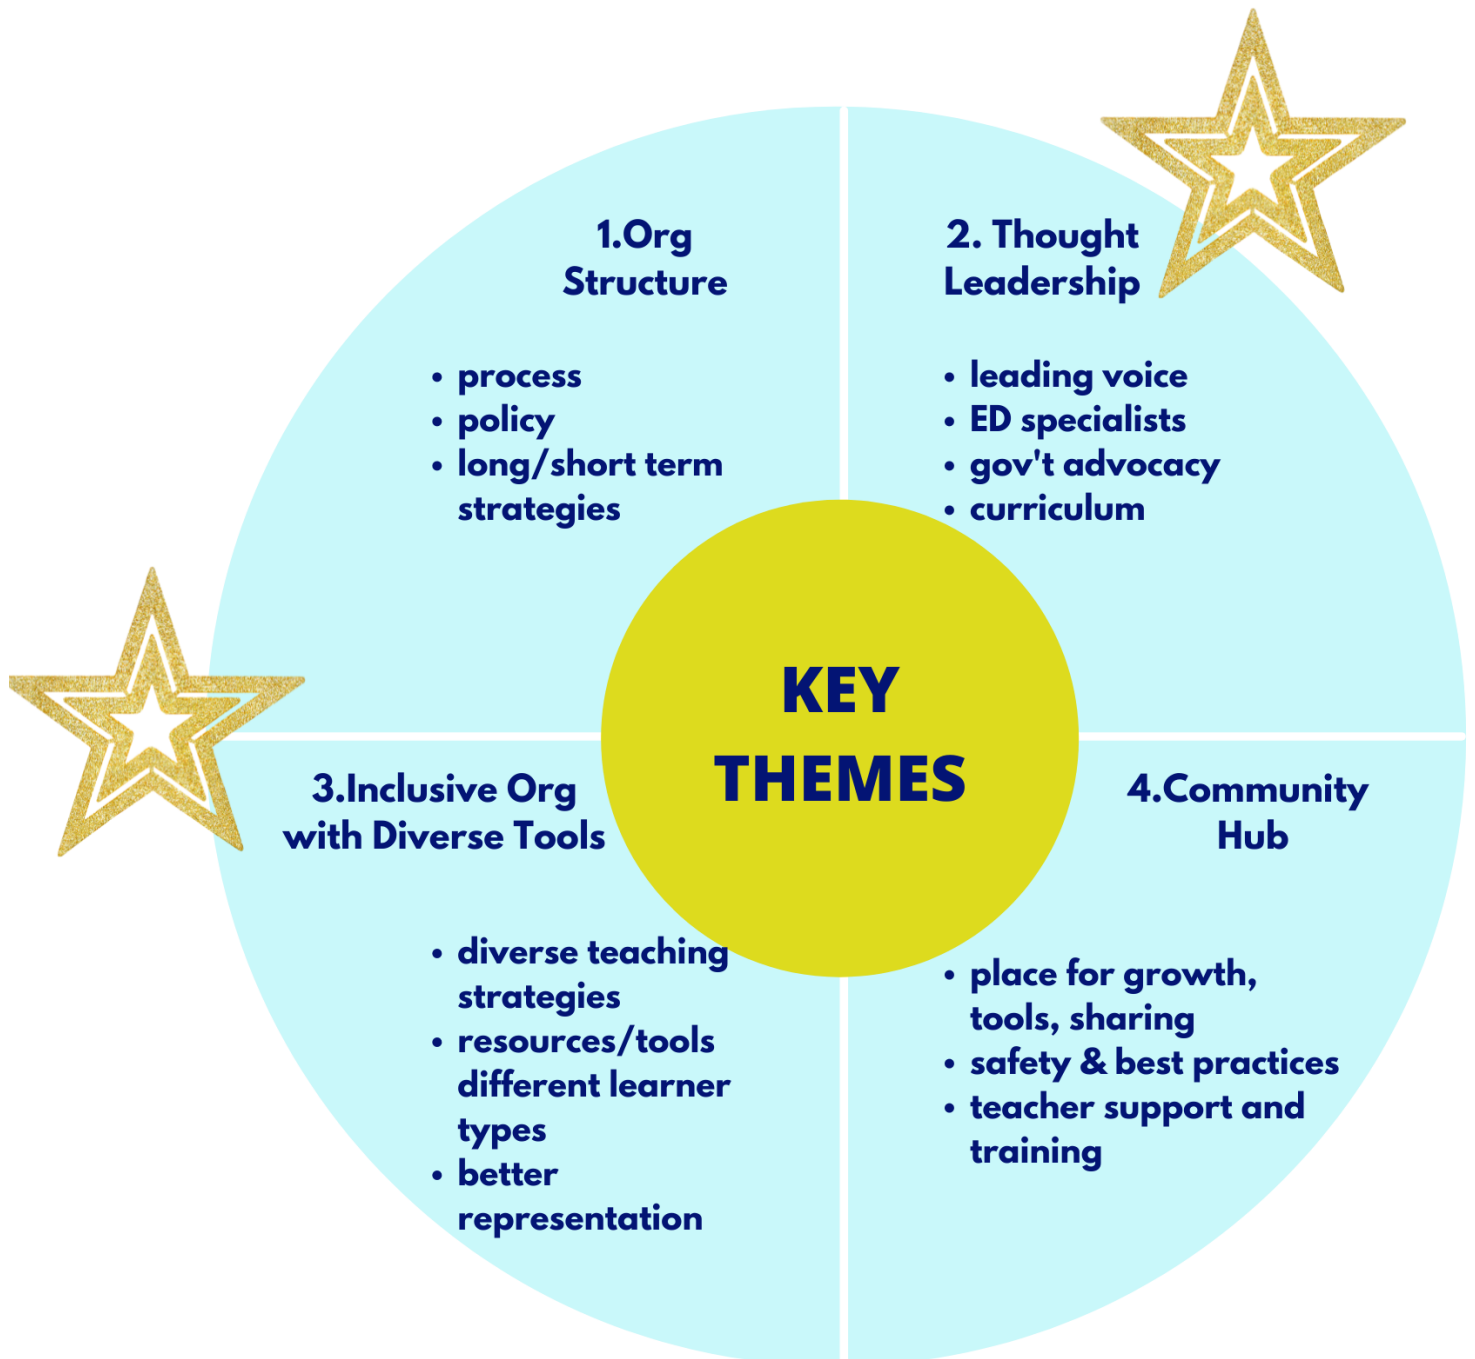 1.Org
Structure
• process
• policy
• long/short term
strategies
2. Thought
Leadership
• leading voice
• ED specialists
• gov't advocacy
• curriculum
KEY
THEMES
3.Inclusive Org
with Diverse Tools
• diverse teaching
strategies
• resources/tools
different learner
types
• better
representation
4.Community
Hub
• place for growth,
tools, sharing
• safety & best practices
• teacher support and
training